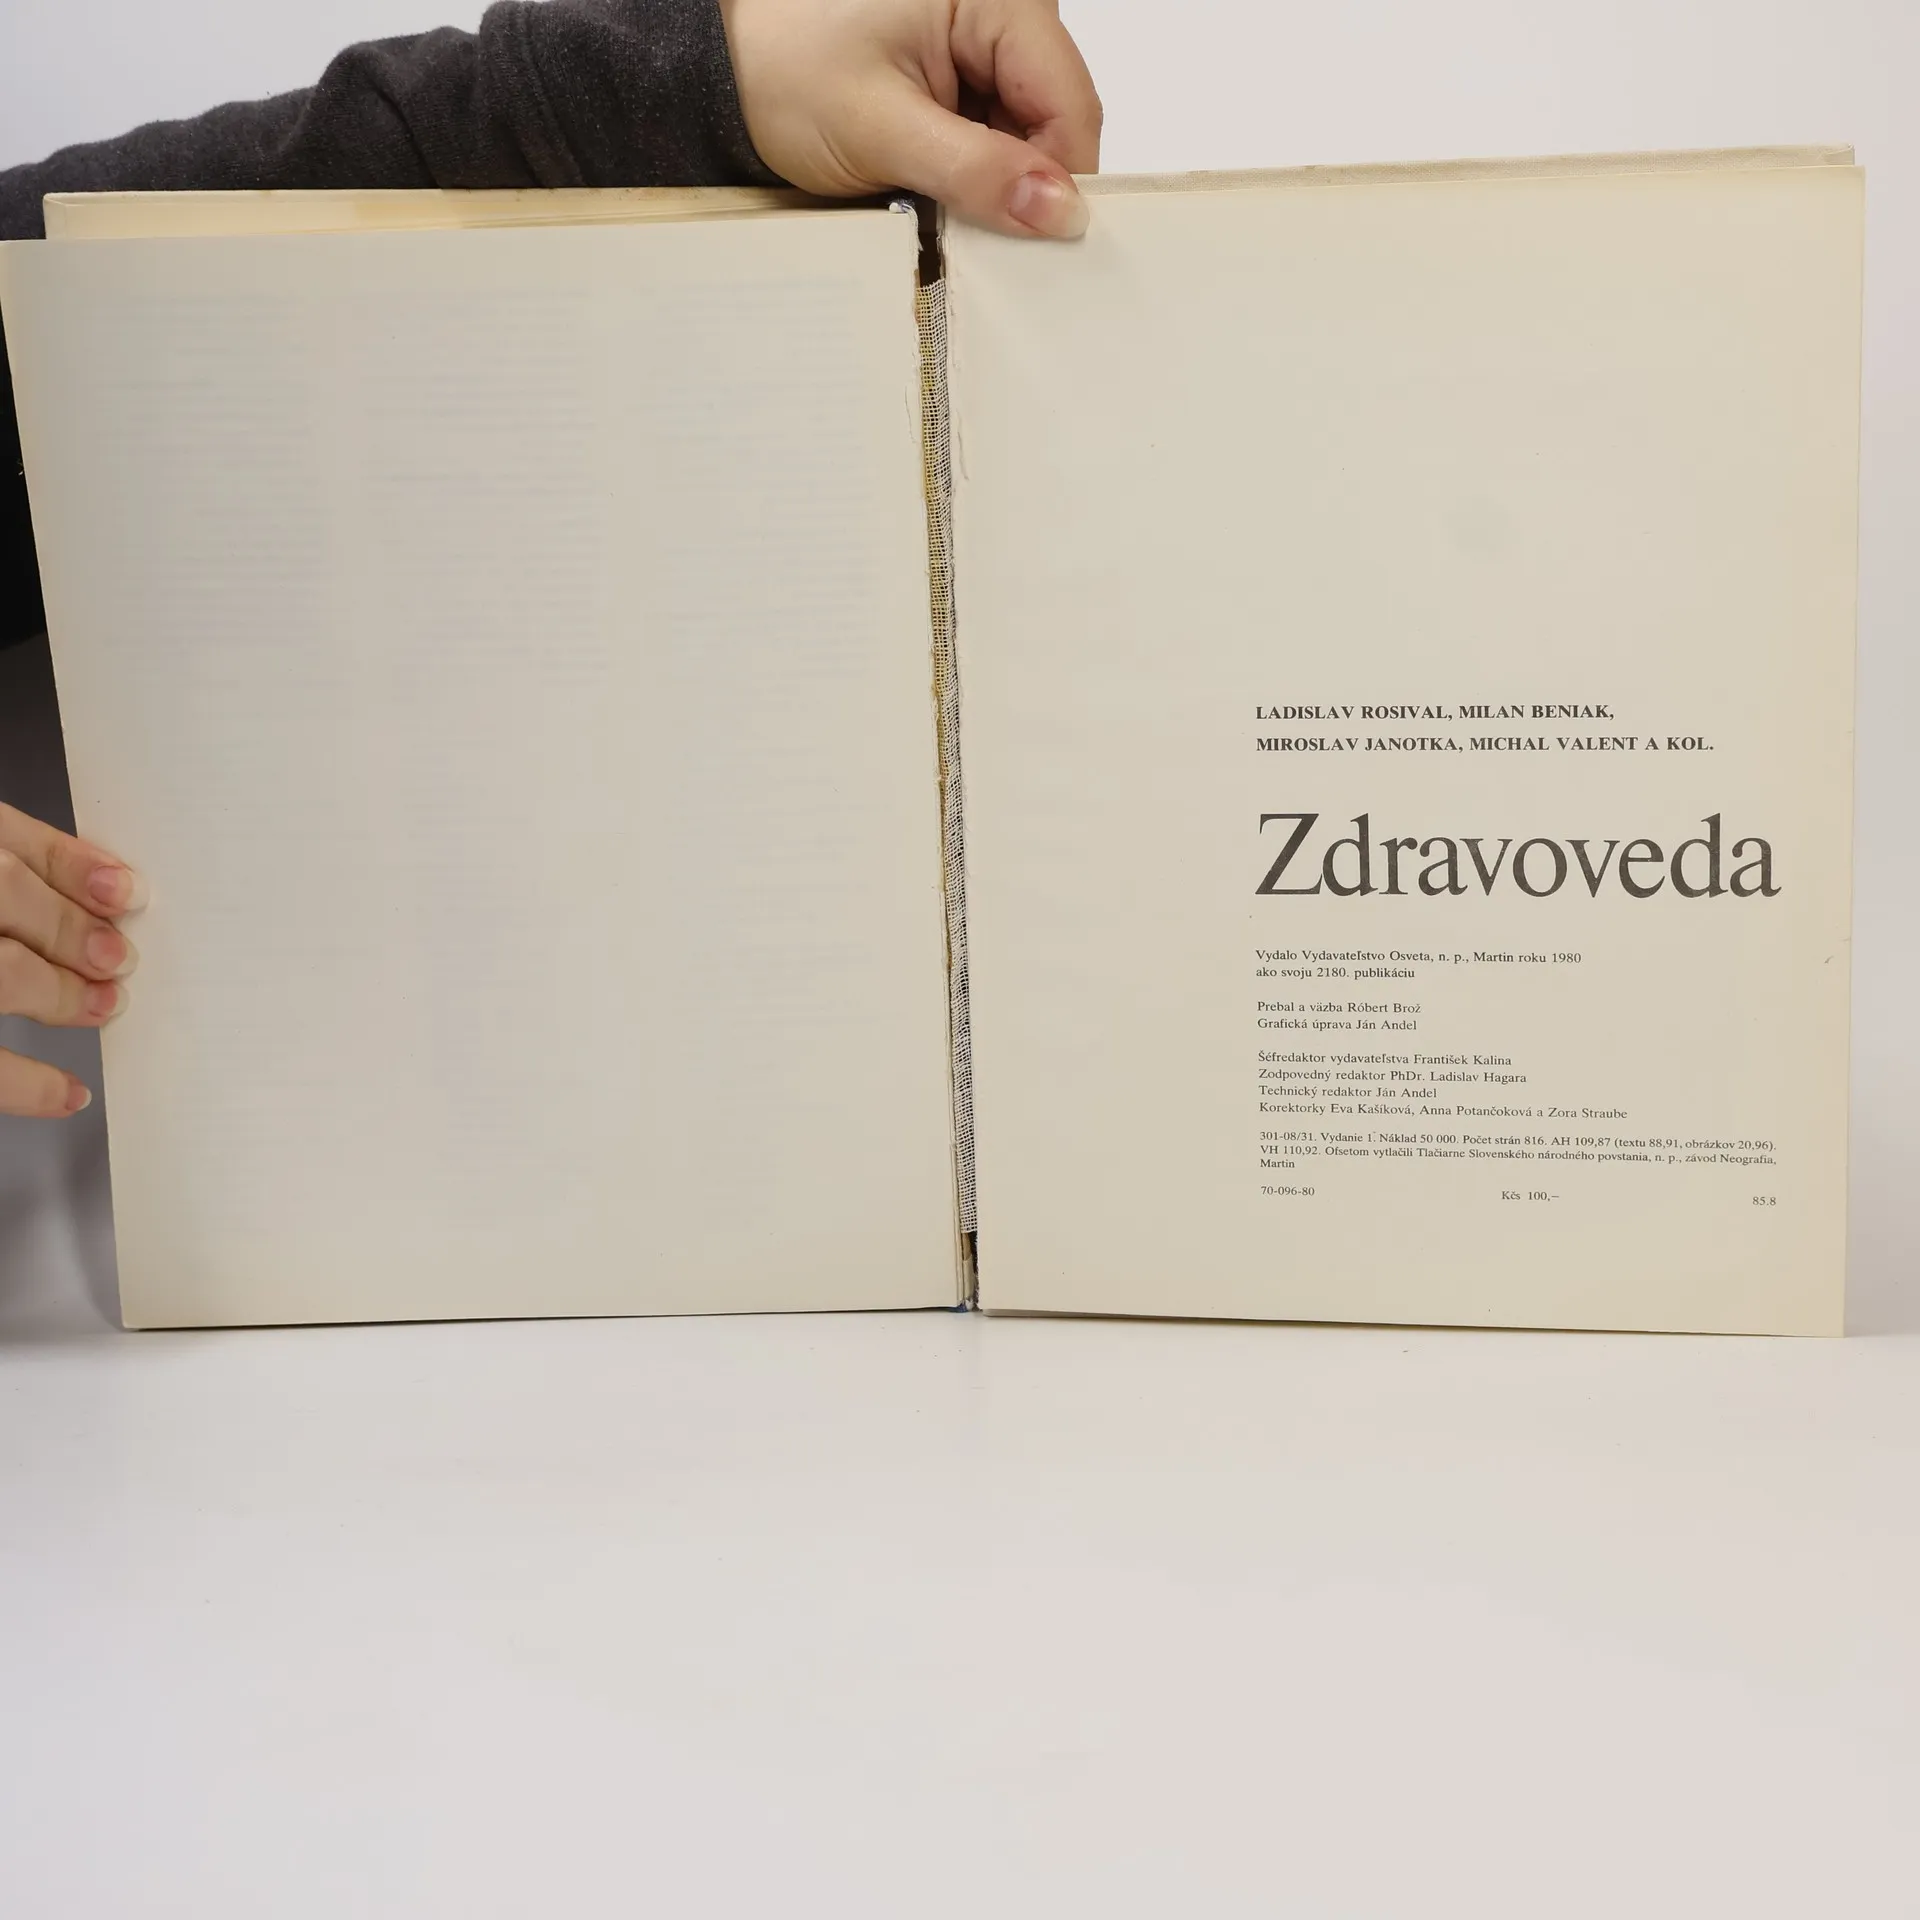 LADISLAV ROSIVAL, MILAN BENIAK,
MIROSLAV JANOTKA, MICHAL VALENT A KOL.
Zdravoveda
Vydalo Vydavateľstvo Osveta, n. p., Martin roku 1980
ako svoju 2180. publikáciu
Prebal a väzba Róbert Brož
Grafická úprava Ján Andel
Šéfredaktor vydavateľstva František Kalina
Zodpovedný redaktor PhDr. Ladislav Hagara
Technický redaktor Ján Andel
Korektorky Eva Kašíková, Anna Potančoková a Zora Straube
301-08/31. Vydanie 1. Náklad 50 000. Počet strán 816. AH 109,87 (textu 88,91, obrázkov 20,96).
VH 110,92. Ofsetom vytlačili Tlačiarne Slovenského národného povstania, n. p., závod Neografia,
Martin
70-096-80 Kčs 100,– 85.8